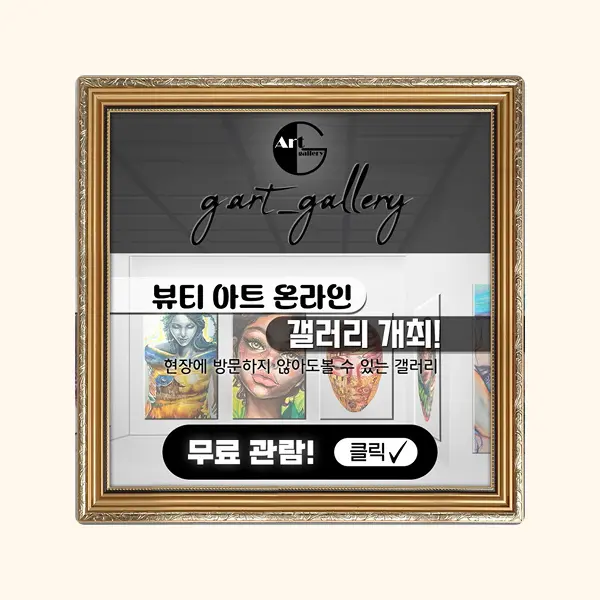 Art
gallery
gart_gallery
뷰티 아트 온라인
갤러리 개최!
현장에 방문하지 않아도볼 수 있는 갤러리
무료 관람!
클릭